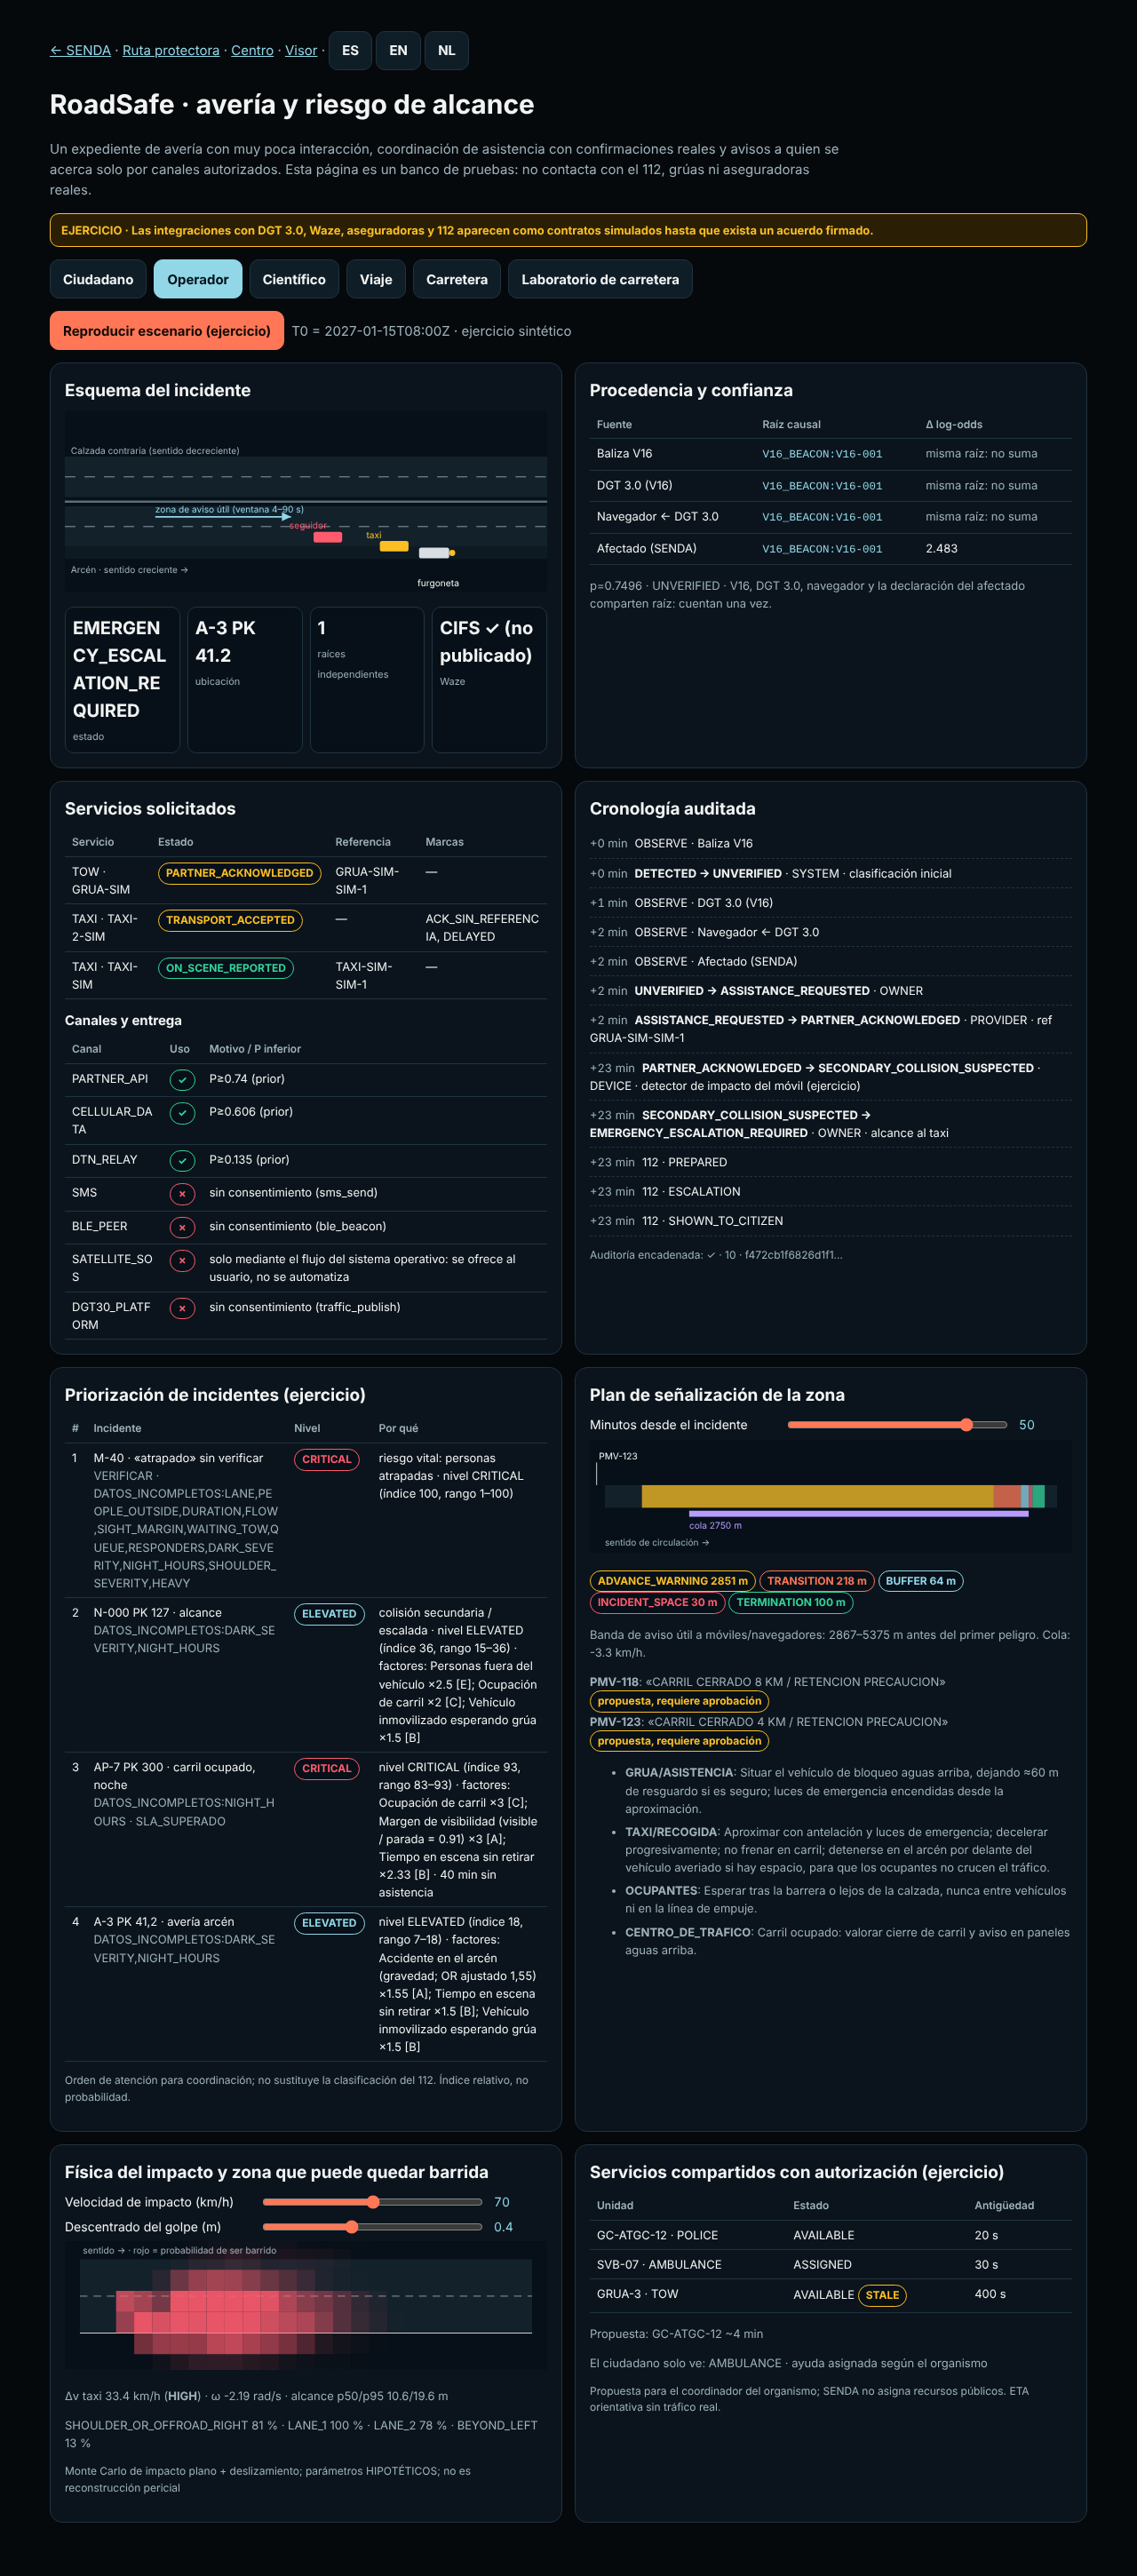 ← SENDA · Ruta protectora · Centro · Visor · ES EN NL
RoadSafe · avería y riesgo de alcance
Un expediente de avería con muy poca interacción, coordinación de asistencia con confirmaciones reales y avisos a quien se
acerca solo por canales autorizados. Esta página es un banco de pruebas: no contacta con el 112, grúas ni aseguradoras
reales.
EJERCICIO · Las integraciones con DGT 3.0, Waze, aseguradoras y 112 aparecen como contratos simulados hasta que exista un acuerdo firmado.
Ciudadano Operador Científico Viaje Carretera Laboratorio de carretera
Reproducir escenario (ejercicio) T0 = 2027-01-15T08:00Z · ejercicio sintético
Esquema del incidente
Calzada contraria (sentido decreciente)
zona de aviso útil (ventana 4–90 s)
seguidor
taxi
Arcén · sentido creciente →
furgoneta
EMERGEN
CY_ESCAL
ATION_RE
QUIRED
estado
A-3 PK
41.2
ubicación
1
raíces
independientes
CIFS ✓ (no
publicado)
Waze
Procedencia y confianza
Fuente Raíz causal Δ log-odds
Baliza V16 V16_BEACON:V16-001 misma raíz: no suma
DGT 3.0 (V16) V16_BEACON:V16-001 misma raíz: no suma
Navegador ← DGT 3.0 V16_BEACON:V16-001 misma raíz: no suma
Afectado (SENDA) V16_BEACON:V16-001 2.483
p=0.7496 · UNVERIFIED · V16, DGT 3.0, navegador y la declaración del afectado
comparten raíz: cuentan una vez.
Servicios solicitados
Servicio Estado Referencia Marcas
TOW · PARTNER_ACKNOWLEDGED GRUA-SIM- —
GRUA-SIM SIM-1
TAXI · TAXI- TRANSPORT_ACCEPTED — ACK_SIN_REFERENC
2-SIM IA, DELAYED
TAXI · TAXI- ON_SCENE_REPORTED TAXI-SIM- —
SIM SIM-1
Canales y entrega
Canal Uso Motivo / P inferior
PARTNER_API ✓ P≥0.74 (prior)
CELLULAR_DA ✓ P≥0.606 (prior)
TA
DTN_RELAY ✓ P≥0.135 (prior)
SMS × sin consentimiento (sms_send)
BLE_PEER × sin consentimiento (ble_beacon)
SATELLITE_SO × solo mediante el flujo del sistema operativo: se ofrece al
S usuario, no se automatiza
DGT30_PLATF × sin consentimiento (traffic_publish)
ORM
Cronología auditada
+0 min OBSERVE · Baliza V16
+0 min DETECTED → UNVERIFIED · SYSTEM · clasificación inicial
+1 min OBSERVE · DGT 3.0 (V16)
+2 min OBSERVE · Navegador ← DGT 3.0
+2 min OBSERVE · Afectado (SENDA)
+2 min UNVERIFIED → ASSISTANCE_REQUESTED · OWNER
+2 min ASSISTANCE_REQUESTED → PARTNER_ACKNOWLEDGED · PROVIDER · ref
GRUA-SIM-SIM-1
+23 min PARTNER_ACKNOWLEDGED → SECONDARY_COLLISION_SUSPECTED ·
DEVICE · detector de impacto del móvil (ejercicio)
+23 min SECONDARY_COLLISION_SUSPECTED →
EMERGENCY_ESCALATION_REQUIRED · OWNER · alcance al taxi
+23 min 112 · PREPARED
+23 min 112 · ESCALATION
+23 min 112 · SHOWN_TO_CITIZEN
Auditoría encadenada: ✓ · 10 · f472cb1f6826d1f1…
Priorización de incidentes (ejercicio)
# Incidente Nivel Por qué
1 M-40 · «atrapado» sin verificar CRITICAL riesgo vital: personas
VERIFICAR · atrapadas · nivel CRITICAL
DATOS_INCOMPLETOS:LANE,PE (índice 100, rango 1–100)
OPLE_OUTSIDE,DURATION,FLOW
,SIGHT_MARGIN,WAITING_TOW,Q
UEUE,RESPONDERS,DARK_SEVE
RITY,NIGHT_HOURS,SHOULDER_
SEVERITY,HEAVY
2 N-000 PK 127 · alcance ELEVATED colisión secundaria /
DATOS_INCOMPLETOS:DARK_SE escalada · nivel ELEVATED
VERITY,NIGHT_HOURS (índice 36, rango 15–36) ·
factores: Personas fuera del
vehículo ×2.5 [E]; Ocupación
de carril ×2 [C]; Vehículo
inmovilizado esperando grúa
×1.5 [B]
3 AP-7 PK 300 · carril ocupado, CRITICAL nivel CRITICAL (índice 93,
noche rango 83–93) · factores:
DATOS_INCOMPLETOS:NIGHT_H Ocupación de carril ×3 [C];
OURS · SLA_SUPERADO Margen de visibilidad (visible
/ parada = 0.91) ×3 [A];
Tiempo en escena sin retirar
×2.33 [B] · 40 min sin
asistencia
4 A-3 PK 41,2 · avería arcén ELEVATED nivel ELEVATED (índice 18,
DATOS_INCOMPLETOS:DARK_SE rango 7–18) · factores:
VERITY,NIGHT_HOURS Accidente en el arcén
(gravedad; OR ajustado 1,55)
×1.55 [A]; Tiempo en escena
sin retirar ×1.5 [B]; Vehículo
inmovilizado esperando grúa
×1.5 [B]
Orden de atención para coordinación; no sustituye la clasificación del 112. Índice relativo, no
probabilidad.
Plan de señalización de la zona
Minutos desde el incidente 50
PMV-123
cola 2750 m
sentido de circulación →
ADVANCE_WARNING 2851 m TRANSITION 218 m BUFFER 64 m
INCIDENT_SPACE 30 m TERMINATION 100 m
Banda de aviso útil a móviles/navegadores: 2867–5375 m antes del primer peligro. Cola:
-3.3 km/h.
PMV-118: «CARRIL CERRADO 8 KM / RETENCION PRECAUCION»
propuesta, requiere aprobación
PMV-123: «CARRIL CERRADO 4 KM / RETENCION PRECAUCION»
propuesta, requiere aprobación
• GRUA/ASISTENCIA: Situar el vehículo de bloqueo aguas arriba, dejando ≈60 m
de resguardo si es seguro; luces de emergencia encendidas desde la
aproximación.
• TAXI/RECOGIDA: Aproximar con antelación y luces de emergencia; decelerar
progresivamente; no frenar en carril; detenerse en el arcén por delante del
vehículo averiado si hay espacio, para que los ocupantes no crucen el tráfico.
• OCUPANTES: Esperar tras la barrera o lejos de la calzada, nunca entre vehículos
ni en la línea de empuje.
• CENTRO_DE_TRAFICO: Carril ocupado: valorar cierre de carril y aviso en paneles
aguas arriba.
Física del impacto y zona que puede quedar barrida
Velocidad de impacto (km/h) 70
Descentrado del golpe (m) 0.4
sentido → · rojo = probabilidad de ser barrido
Δv taxi 33.4 km/h (HIGH) · ω -2.19 rad/s · alcance p50/p95 10.6/19.6 m
SHOULDER_OR_OFFROAD_RIGHT 81 % · LANE_1 100 % · LANE_2 78 % · BEYOND_LEFT
13 %
Monte Carlo de impacto plano + deslizamiento; parámetros HIPOTÉTICOS; no es
reconstrucción pericial
Servicios compartidos con autorización (ejercicio)
Unidad Estado Antigüedad
GC-ATGC-12 · POLICE AVAILABLE 20 s
SVB-07 · AMBULANCE ASSIGNED 30 s
GRUA-3 · TOW AVAILABLE STALE 400 s
Propuesta: GC-ATGC-12 ~4 min
El ciudadano solo ve: AMBULANCE · ayuda asignada según el organismo
Propuesta para el coordinador del organismo; SENDA no asigna recursos públicos. ETA
orientativa sin tráfico real.